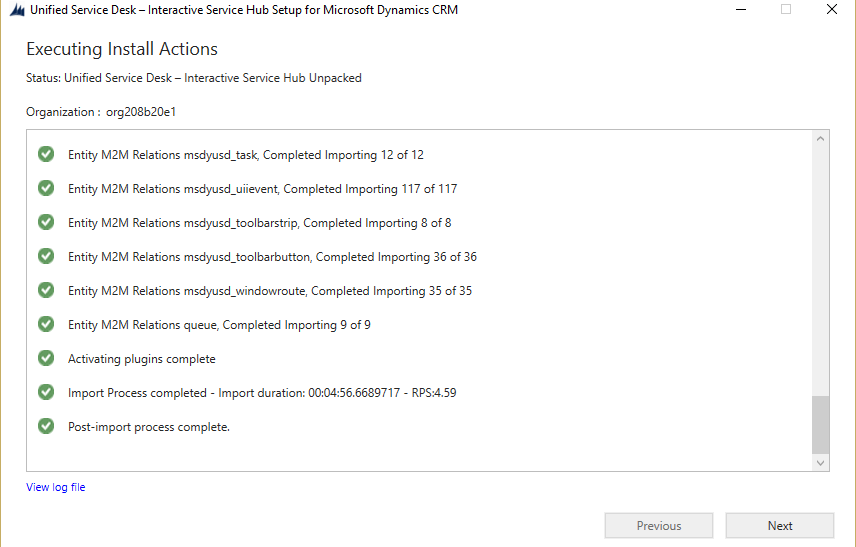 Unified Service Desk – Interactive Service Hub Setup for Microsoft Dynamics CRM
Executing Install Actions
Status: Unified Service Desk – Interactive Service Hub Unpacked
Organization : org208b20e1
Entity M2M Relations msdyusd_task, Completed Importing 12 of 12
Entity M2M Relations msdyusd_uiievent, Completed Importing 117 of 117
Entity M2M Relations msdyusd_toolbarstrip, Completed Importing 8 of 8
Entity M2M Relations msdyusd_toolbarbutton, Completed Importing 36 of 36
Entity M2M Relations msdyusd_windowroute, Completed Importing 35 of 35
Entity M2M Relations queue, Completed Importing 9 of 9
Activating plugins complete
Import Process completed - Import duration: 00:04:56.6689717 - RPS:4.59
Post-import process complete.
View log file
Previous Next